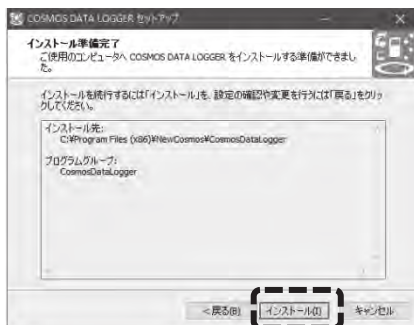 COSMOS DATA LOGGER セットアップ
インストール準備完了
ご使用のコンピュータへ COSMOS DATA LOGGER をインストールする準備ができまし
た。
インストールを続行するには「インストール」を、設定の確認や変更を行うには「戻る」をクリッ
クしてください。
インストール先:
C:¥Program Files (x86)¥NewCosmos¥CosmosDataLogger
プログラムグループ:
CosmosDataLogger
<戻る(B)
インストール(I)
キャンセル